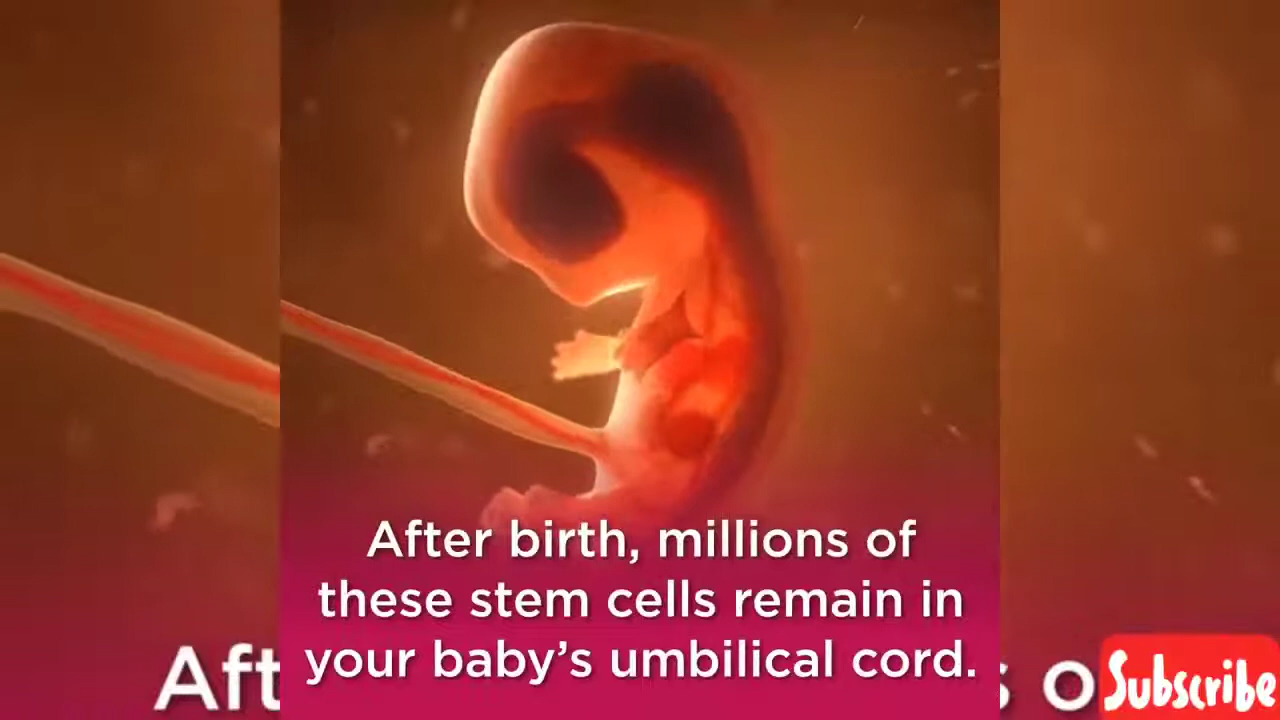 After birth, millions of
these stem cells remain in
your baby's umbilical cord.
Aft
s o
Subscribe